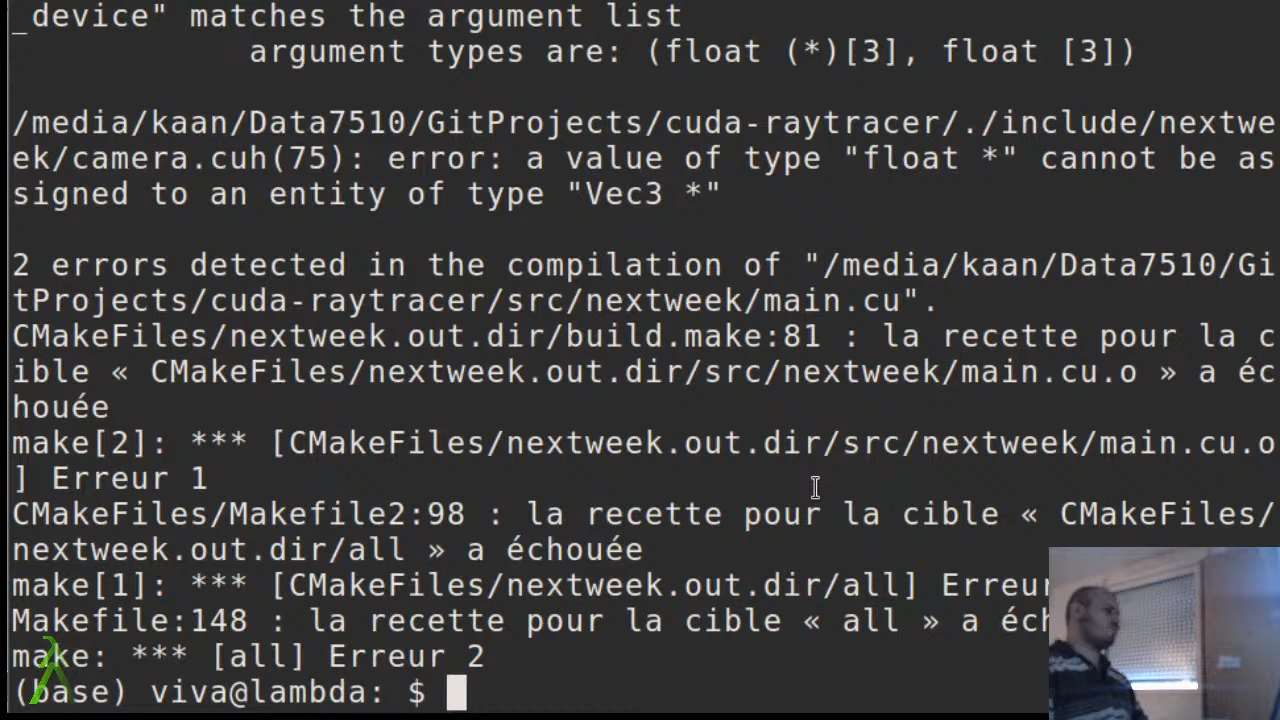 _device" matches the argument list
argument types are: (float (*)[3], float [3])
/media/kaan/Data7510/GitProjects/cuda-raytracer/./include/nextwe
ek/camera.cuh(75): error: a value of type "float *" cannot be as
signed to an entity of type "Vec3 *"
2 errors detected in the compilation of "/media/kaan/Data7510/Gi
tProjects/cuda-raytracer/src/nextweek/main.cu".
CMakeFiles/nextweek.out.dir/build.make:81 : la recette pour la c
ible « CMakeFiles/nextweek.out.dir/src/nextweek/main.cu.o » a éc
houée
make[2]: *** [CMakeFiles/nextweek.out.dir/src/nextweek/main.cu.o
] Erreur 1
CMakeFiles/Makefile2:98 : la recette pour la cible « CMakeFiles/
nextweek.out.dir/all » a échouée
make[1]: *** [CMakeFiles/nextweek.out.dir/all] Erreur
Makefile:148 : la recette pour la cible « all » a éch
make: *** [all] Erreur 2
(base) viva@lambda: $